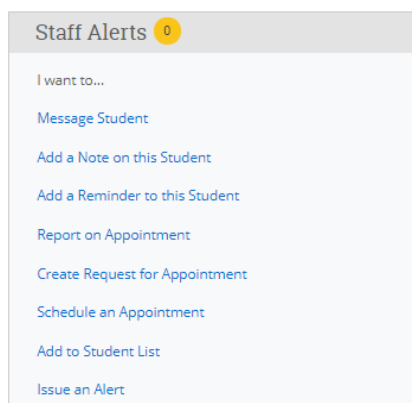 Staff Alerts 0
I want to...
Message Student
Add a Note on this Student
Add a Reminder to this Student
Report on Appointment
Create Request for Appointment
Schedule an Appointment
Add to Student List
Issue an Alert